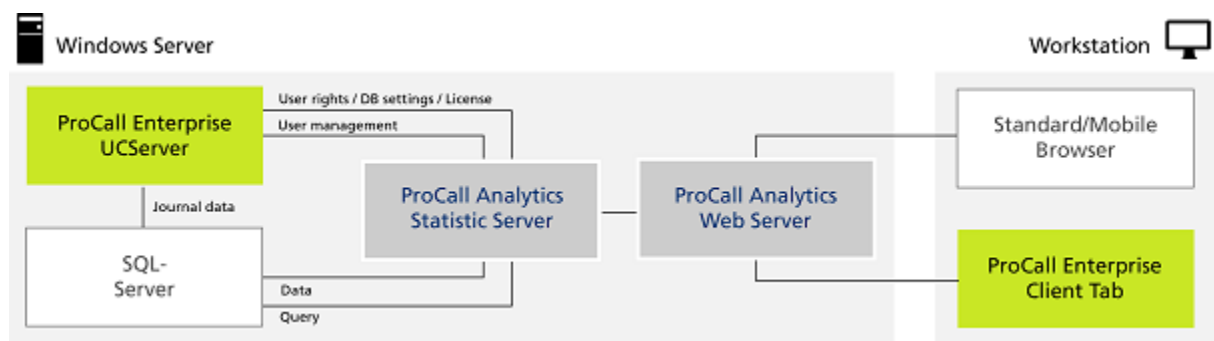 Windows Server
Workstation
ProCall Enterprise
UCServer
User rights / DB settings / License
User management
Journal data
SQL-
Server
Data
Query
ProCall Analytics
Statistic Server
ProCall Analytics
Web Server
Standard/Mobile
Browser
ProCall Enterprise
Client Tab